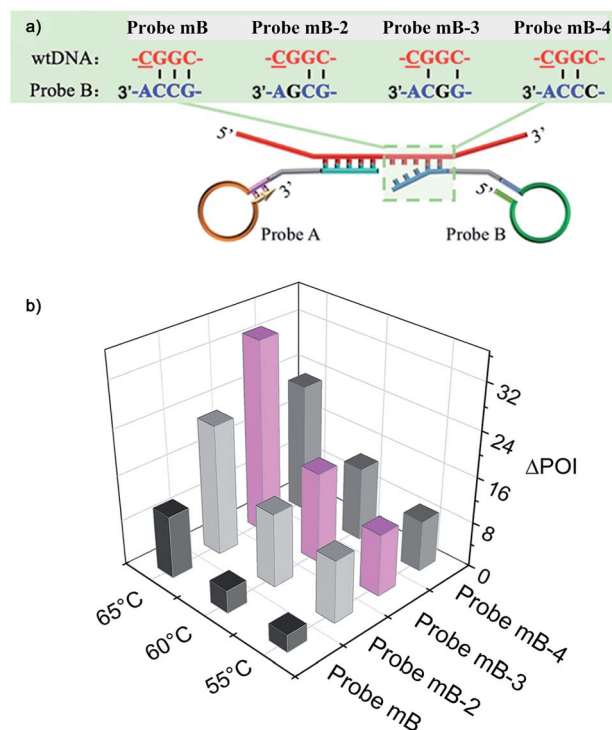 a)
Probe mB Probe mB-2 Probe mB-3 Probe mB-4
wtDNA: -CGGC- -CGGC- -CGGC- -CGGC-
Probe B: 3'-ACCG- 3'-AGCG- 3'-ACGG- 3'-ACCC-
5' 3'
3' 5'
Probe A Probe B
b)
32
24
ΔPOI
16
8
0
65°C
60°C
55°C
Probe mB-4
Probe mB-3
Probe mB-2
Probe mB